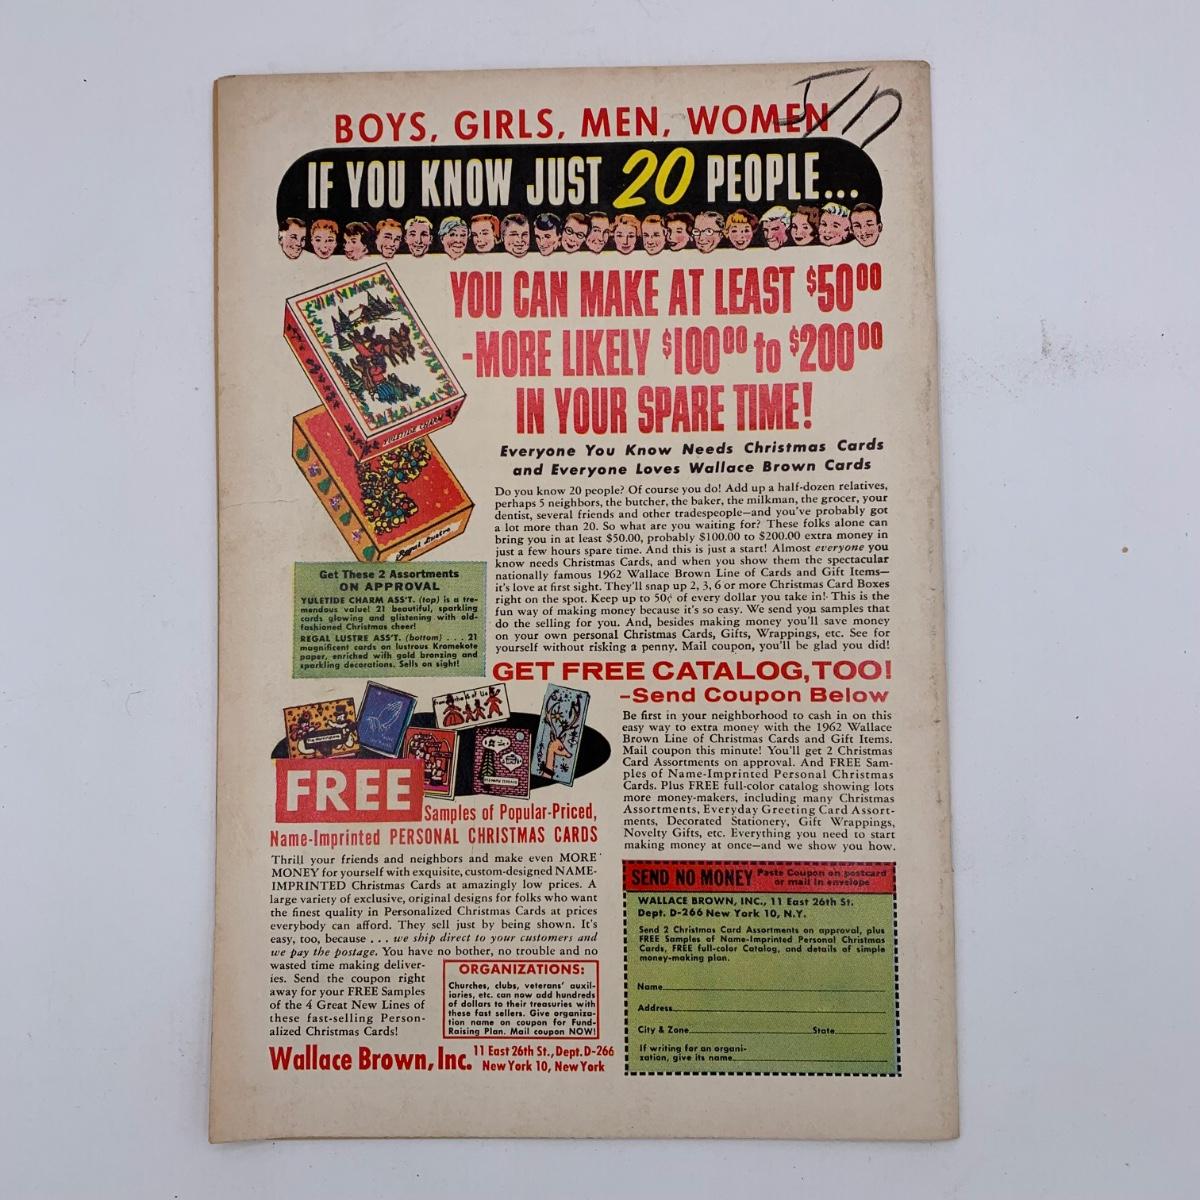 BOYS, GIRLS, MEN, WOMEN
IF YOU KNOW JUST 20 PEOPLE...
YOU CAN MAKE AT LEAST $50.00
-MORE LIKELY $100.00 to $200.00
IN YOUR SPARE TIME!
Everyone You Know Needs Christmas Cards
and Everyone Loves Wallace Brown Cards
Do you know 20 people? Of course you do! Add up a half-dozen relatives,
perhaps 5 neighbors, the butcher, the baker, the milkman, the grocer, your
dentist, several friends and other tradespeople—and you've probably got
a lot more than 20. So what are you waiting for? These folks alone can
bring you in at least $50.00, probably $100.00 to $200.00 extra money in
just a few hours spare time. And this is just a start! Almost everyone you
know needs Christmas Cards, and when you show them the spectacular
nationally famous 1962 Wallace Brown Line of Cards and Gift Items—
it's love at first sight. They'll snap up 2, 3, 6 or more Christmas Card Boxes
right on the spot. Keep up to 50¢ of every dollar you take in! This is the
fun way of making money because it's so easy. We send you samples that
do the selling for you. And, besides making money you'll save money
on your own personal Christmas Cards, Gifts, Wrappings, etc. See for
yourself without risking a penny. Mail coupon, you'll be glad you did!
YULETIDE CHARM
Regal Lustre
Get These 2 Assortments
ON APPROVAL
YULETIDE CHARM ASS'T. (top) is a tre-
mendous value! 21 beautiful, sparkling
cards glowing and glistening with old-
fashioned Christmas cheer!
REGAL LUSTRE ASS'T. (bottom) . . . 21
magnificent cards on lustrous Kromekote
paper, enriched with gold bronzing and
sparkling decorations. Sells on sight!
GET FREE CATALOG, TOO!
–Send Coupon Below
Be first in your neighborhood to cash in on this
easy way to extra money with the 1962 Wallace
Brown Line of Christmas Cards and Gift Items.
Mail coupon this minute! You'll get 2 Christmas
Card Assortments on approval. And FREE Sam-
ples of Name-Imprinted Personal Christmas
Cards. Plus FREE full-color catalog showing lots
more money-makers, including many Christmas
Assortments, Everyday Greeting Card Assort-
ments, Decorated Stationery, Gift Wrappings,
Novelty Gifts, etc. Everything you need to start
making money at once—and we show you how.
FREE
Samples of Popular-Priced,
Name-Imprinted PERSONAL CHRISTMAS CARDS
Thrill your friends and neighbors and make even MORE
MONEY for yourself with exquisite, custom-designed NAME-
IMPRINTED Christmas Cards at amazingly low prices. A
large variety of exclusive, original designs for folks who want
the finest quality in Personalized Christmas Cards at prices
everybody can afford. They sell just by being shown. It's
easy, too, because . . . we ship direct to your customers and
we pay the postage. You have no bother, no trouble and no
wasted time making deliver-
ies. Send the coupon right
away for your FREE Samples
of the 4 Great New Lines of
these fast-selling Person-
alized Christmas Cards!
ORGANIZATIONS:
Churches, clubs, veterans' auxil-
iaries, etc. can now add hundreds
of dollars to their treasuries with
these fast sellers. Give organiza-
tion name on coupon for Fund-
Raising Plan. Mail coupon NOW!
Wallace Brown, Inc. 11 East 26th St., Dept. D-266
New York 10, New York
SEND NO MONEY Paste Coupon on postcard
or mail in envelope
WALLACE BROWN, INC., 11 East 26th St.
Dept. D-266 New York 10, N.Y.
Send 2 Christmas Card Assortments on approval, plus
FREE Samples of Name-Imprinted Personal Christmas
Cards, FREE full-color Catalog, and details of simple
money-making plan.
Name
Address
City & Zone State
If writing for an organi-
zation, give its name